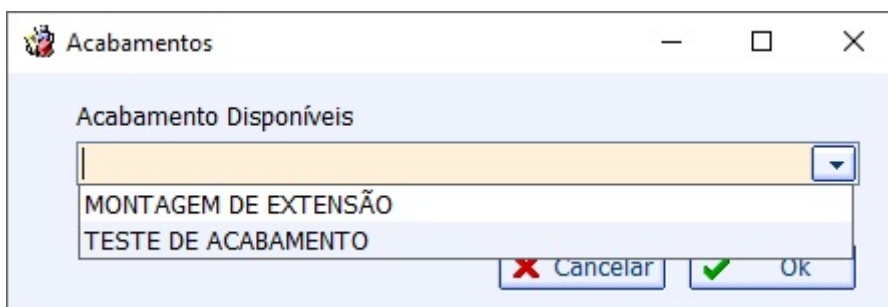 Acabamentos
Acabamento Disponíveis
MONTAGEM DE EXTENSÃO
TESTE DE ACABAMENTO
Cancelar Ok